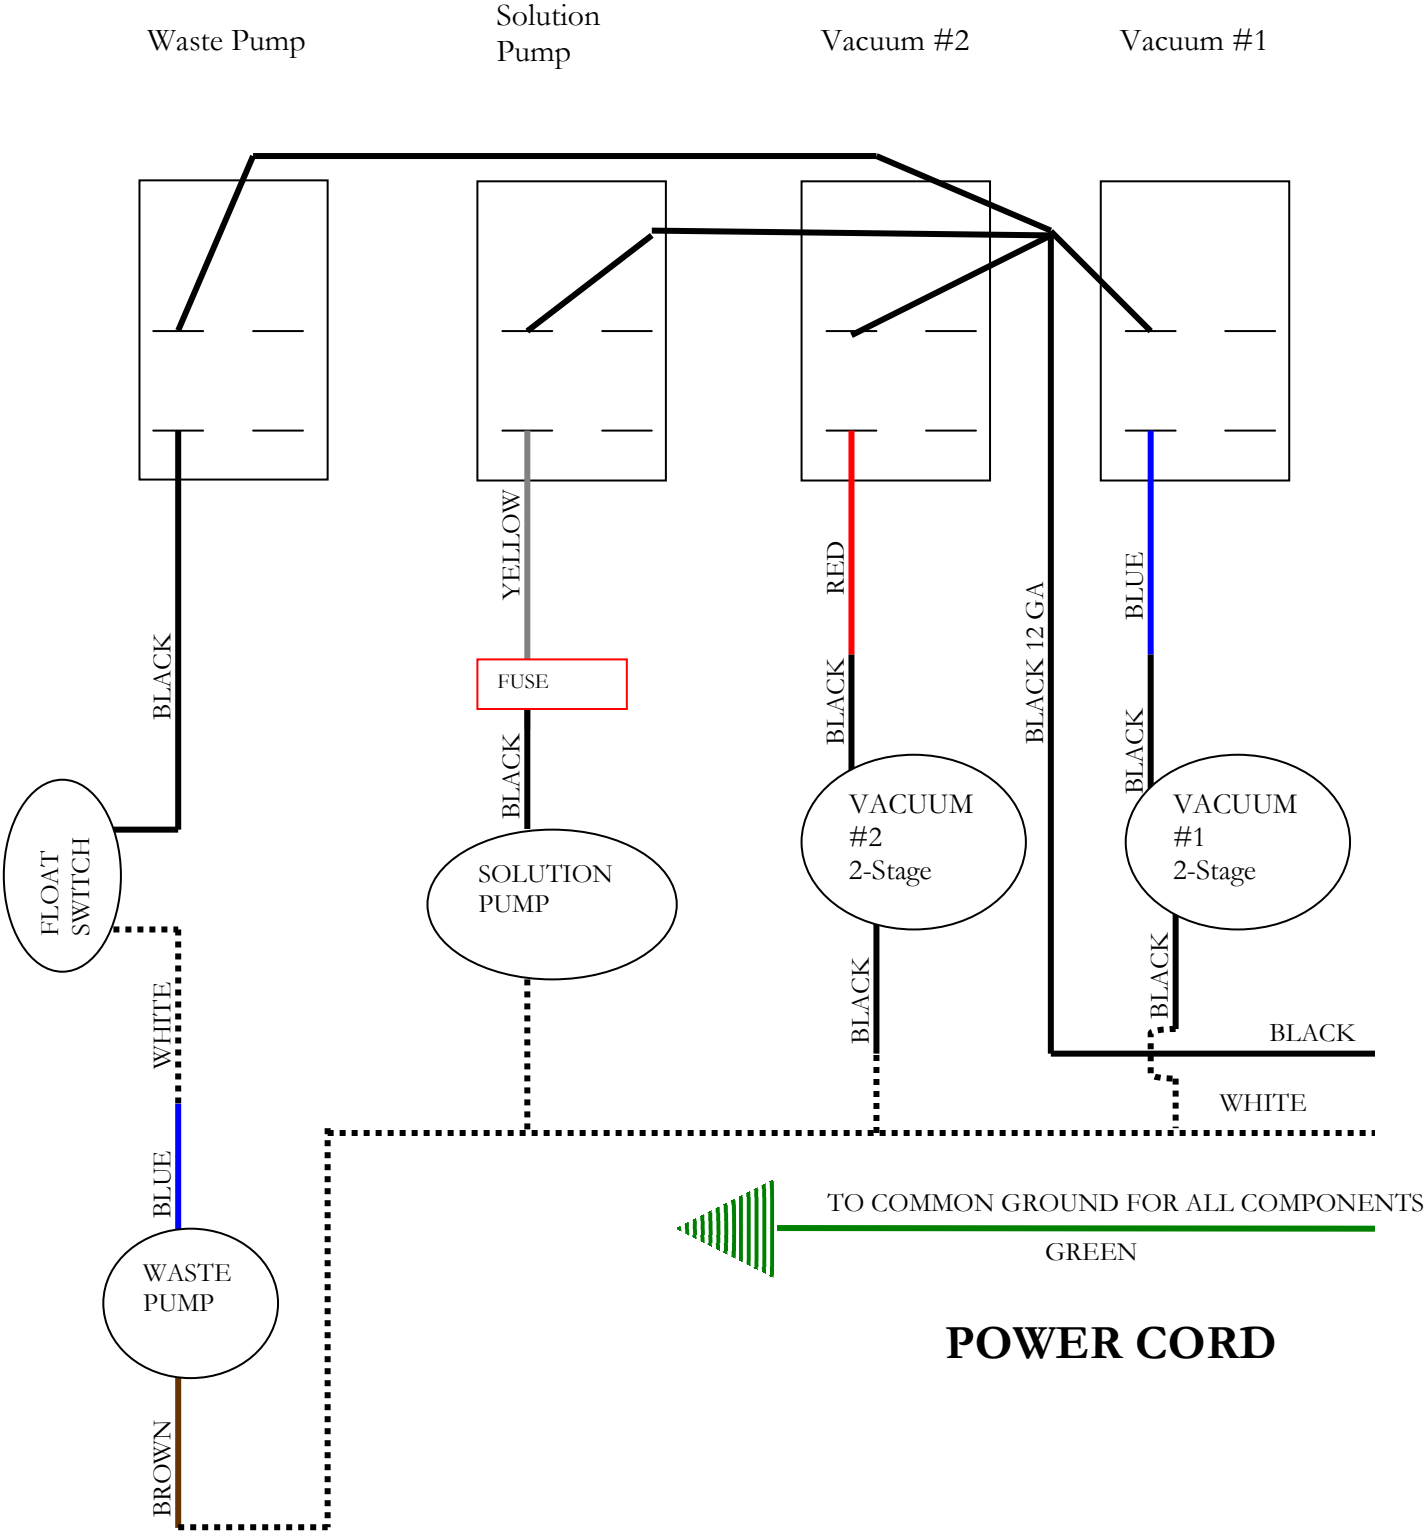 Waste Pump
Solution
Pump
Vacuum #2
Vacuum #1
YELLOW
RED
BLUE
BLACK 12 GA
BLACK
FUSE
BLACK
BLACK
BLACK
FLOAT
SWITCH
SOLUTION
PUMP
VACUUM
#2
2-Stage
VACUUM
#1
2-Stage
WHITE
BLACK
BLACK
BLACK
WHITE
BLUE
TO COMMON GROUND FOR ALL COMPONENTS
GREEN
WASTE
PUMP
POWER CORD
BROWN